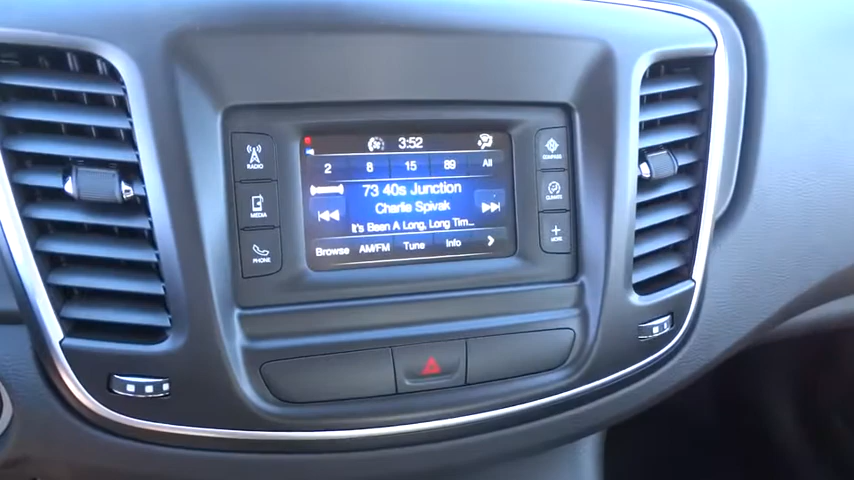 3:52
2 8 15 89 All
73 40s Junction
Charlie Spivak
It's Been A Long, Long Tim...
Browse AM/FM Tune Info
RADIO
MEDIA
PHONE
COMPASS
CLIMATE
MORE